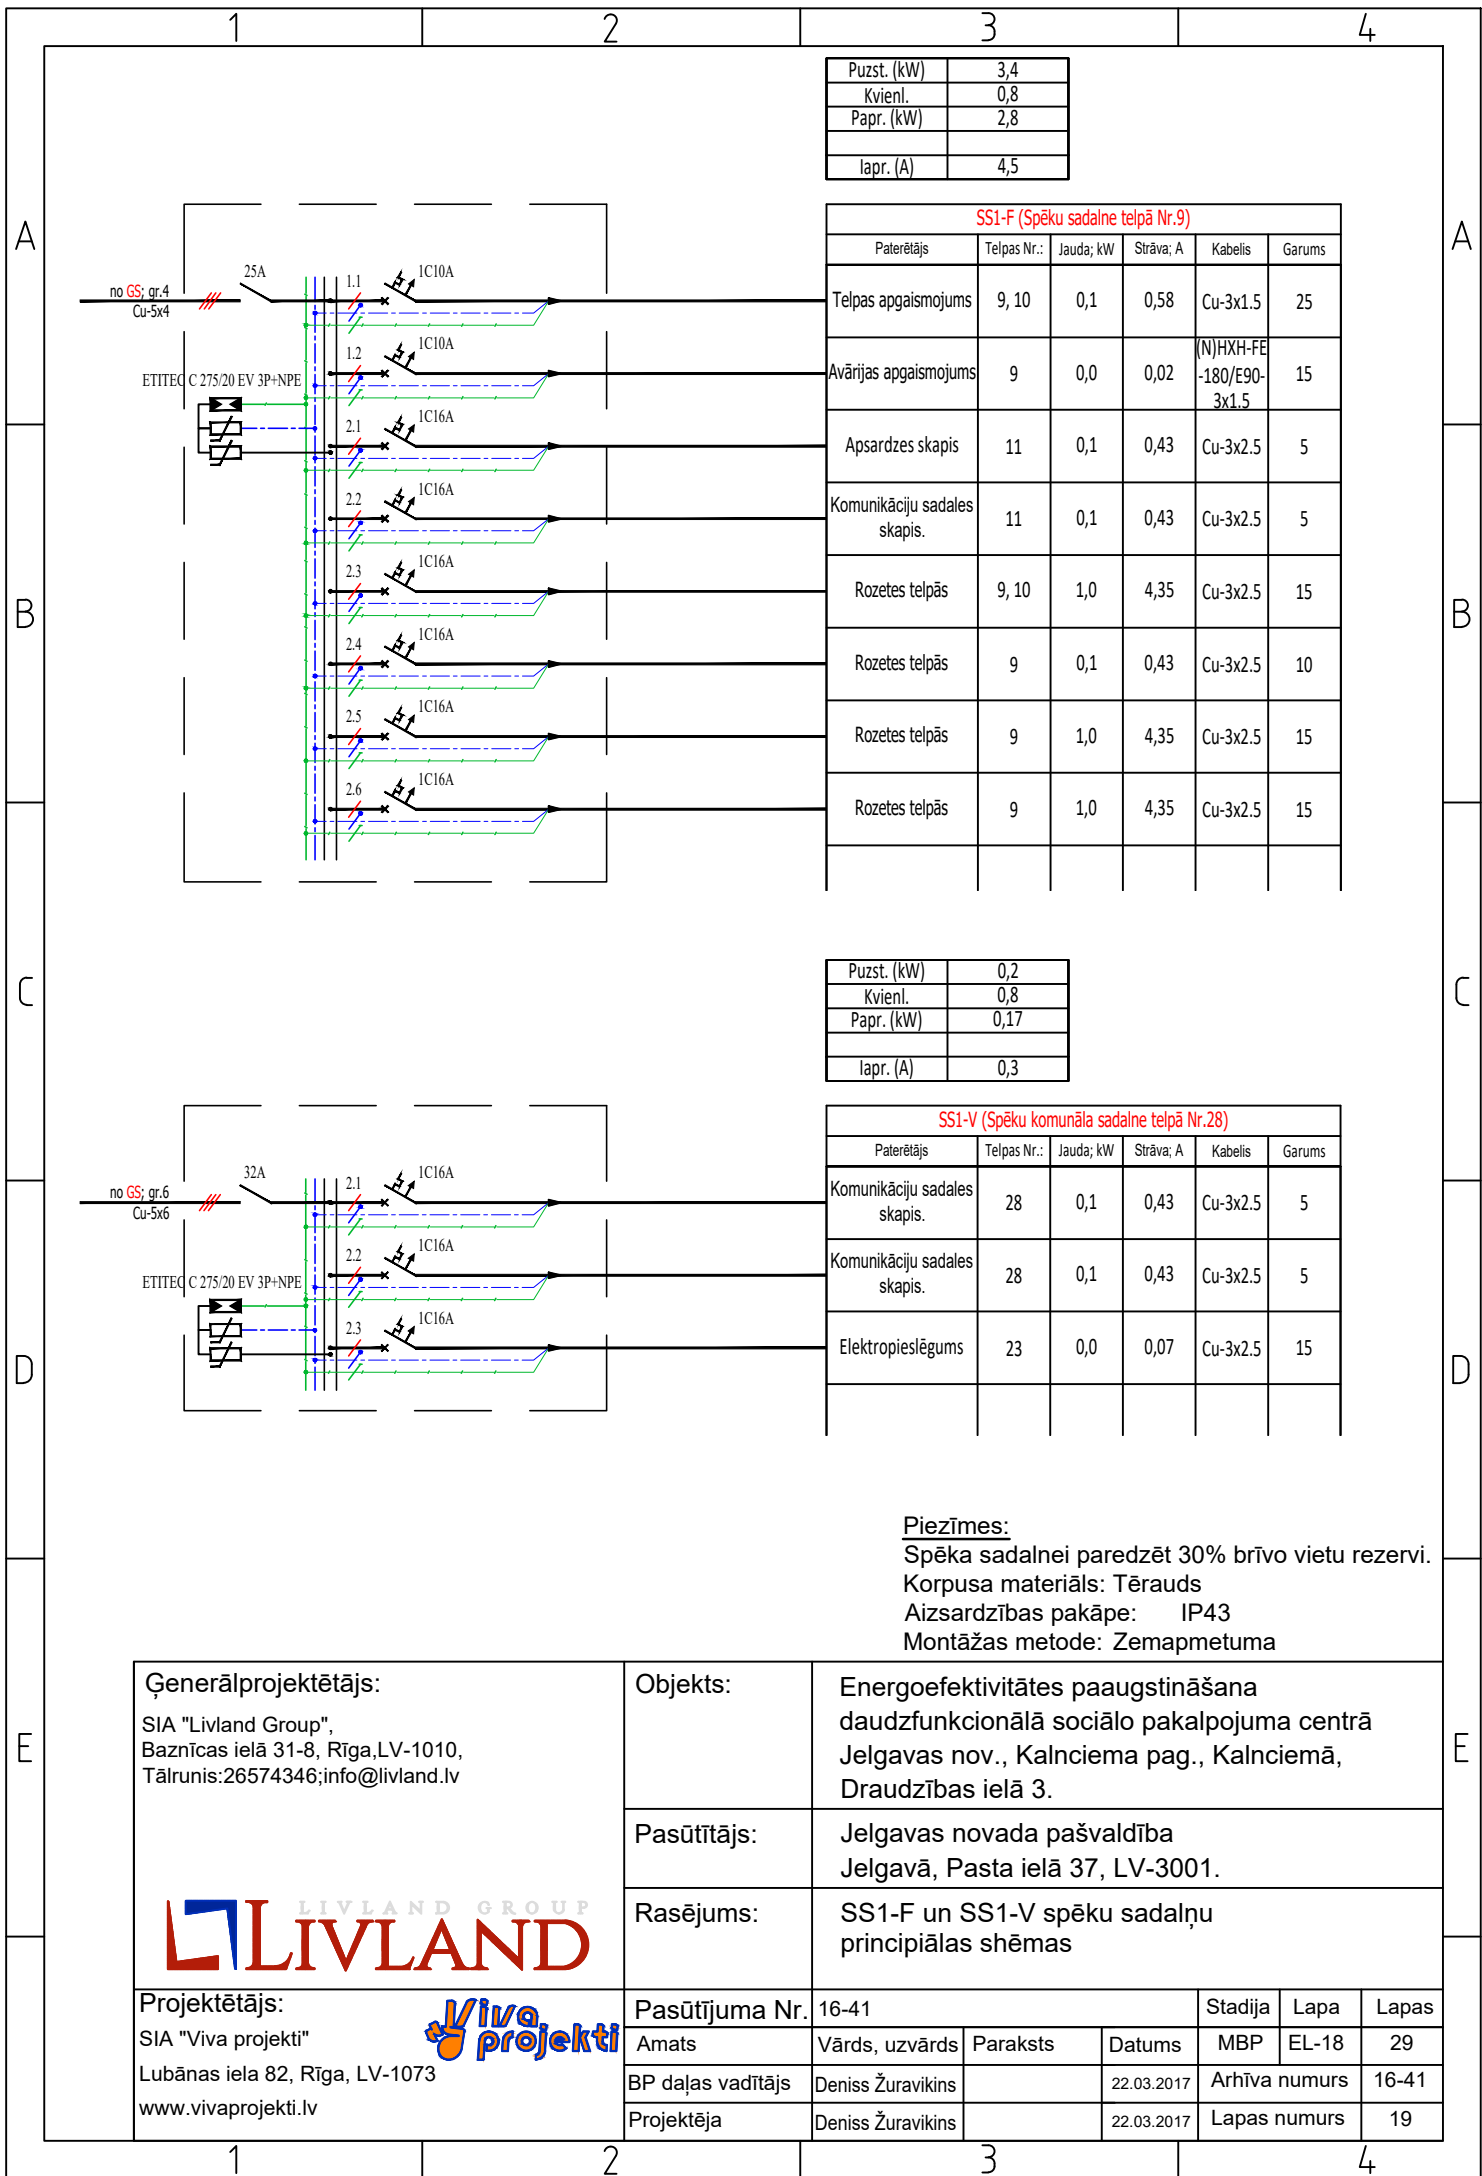 1 2 3 4
Puzst. (kW) 3,4
Kvienl. 0,8
Papr. (kW) 2,8
Iapr. (A) 4,5
A A
SS1-F (Spēku sadalne telpā Nr.9)
Paterētājs Telpas Nr.: Jauda; kW Strāva; A Kabelis Garums
no GS; gr.4
Cu-5x4
25A
ETITEC C 275/20 EV 3P+NPE
1.1 1C10A Telpas apgaismojums 9, 10 0,1 0,58 Cu-3x1.5 25
1.2 1C10A Avārijas apgaismojums 9 0,0 0,02 (N)HXH-FE
-180/E90-
3x1.5
15
2.1 1C16A Apsardzes skapis 11 0,1 0,43 Cu-3x2.5 5
2.2 1C16A Komunikāciju sadales
skapis.
11 0,1 0,43 Cu-3x2.5 5
2.3 1C16A Rozetes telpās 9, 10 1,0 4,35 Cu-3x2.5 15
B B
2.4 1C16A Rozetes telpās 9 0,1 0,43 Cu-3x2.5 10
2.5 1C16A Rozetes telpās 9 1,0 4,35 Cu-3x2.5 15
2.6 1C16A Rozetes telpās 9 1,0 4,35 Cu-3x2.5 15
C C
Puzst. (kW) 0,2
Kvienl. 0,8
Papr. (kW) 0,17
Iapr. (A) 0,3
SS1-V (Spēku komunāla sadalne telpā Nr.28)
Paterētājs Telpas Nr.: Jauda; kW Strāva; A Kabelis Garums
no GS; gr.6
Cu-5x6
32A
ETITEC C 275/20 EV 3P+NPE
2.1 1C16A Komunikāciju sadales
skapis.
28 0,1 0,43 Cu-3x2.5 5
2.2 1C16A Komunikāciju sadales
skapis.
28 0,1 0,43 Cu-3x2.5 5
2.3 1C16A Elektropieslēgums 23 0,0 0,07 Cu-3x2.5 15
D D
Piezīmes:
Spēka sadalnei paredzēt 30% brīvo vietu rezervi.
Korpusa materiāls: Tērauds
Aizsardzības pakāpe: IP43
Montāžas metode: Zemapmetuma
E E
Ģenerālprojektētājs:
SIA "Livland Group",
Baznīcas ielā 31-8, Rīga,LV-1010,
Tālrunis:26574346;info@livland.lv
LIVLAND GROUP
LIVLAND
Projektētājs:
SIA "Viva projekti"
Lubānas iela 82, Rīga, LV-1073
www.vivaprojekti.lv
Viva
projekti
Objekts: Energoefektivitātes paaugstināšana
daudzfunkcionālā sociālo pakalpojuma centrā
Jelgavas nov., Kalnciema pag., Kalnciemā,
Draudzības ielā 3.
Pasūtītājs: Jelgavas novada pašvaldība
Jelgavā, Pasta ielā 37, LV-3001.
Rasējums: SS1-F un SS1-V spēku sadalņu
principiālas shēmas
Pasūtījuma Nr. 16-41 Stadija Lapa Lapas
Amats Vārds, uzvārds Paraksts Datums MBP EL-18 29
BP daļas vadītājs Deniss Žuravikins 22.03.2017 Arhīva numurs 16-41
Projektēja Deniss Žuravikins 22.03.2017 Lapas numurs 19
1 2 3 4